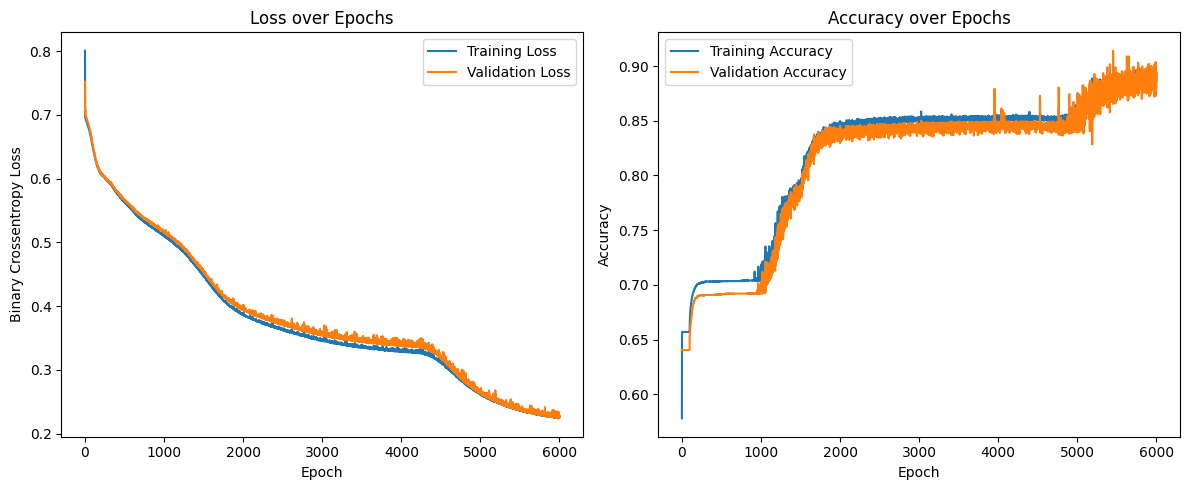 Loss over Epochs
Training Loss
Validation Loss
Binary Crossentropy Loss
0.8
0.7
0.6
0.5
0.4
0.3
0.2
0 1000 2000 3000 4000 5000 6000
Epoch
Accuracy over Epochs
Training Accuracy
Validation Accuracy
Accuracy
0.90
0.85
0.80
0.75
0.70
0.65
0.60
0 1000 2000 3000 4000 5000 6000
Epoch